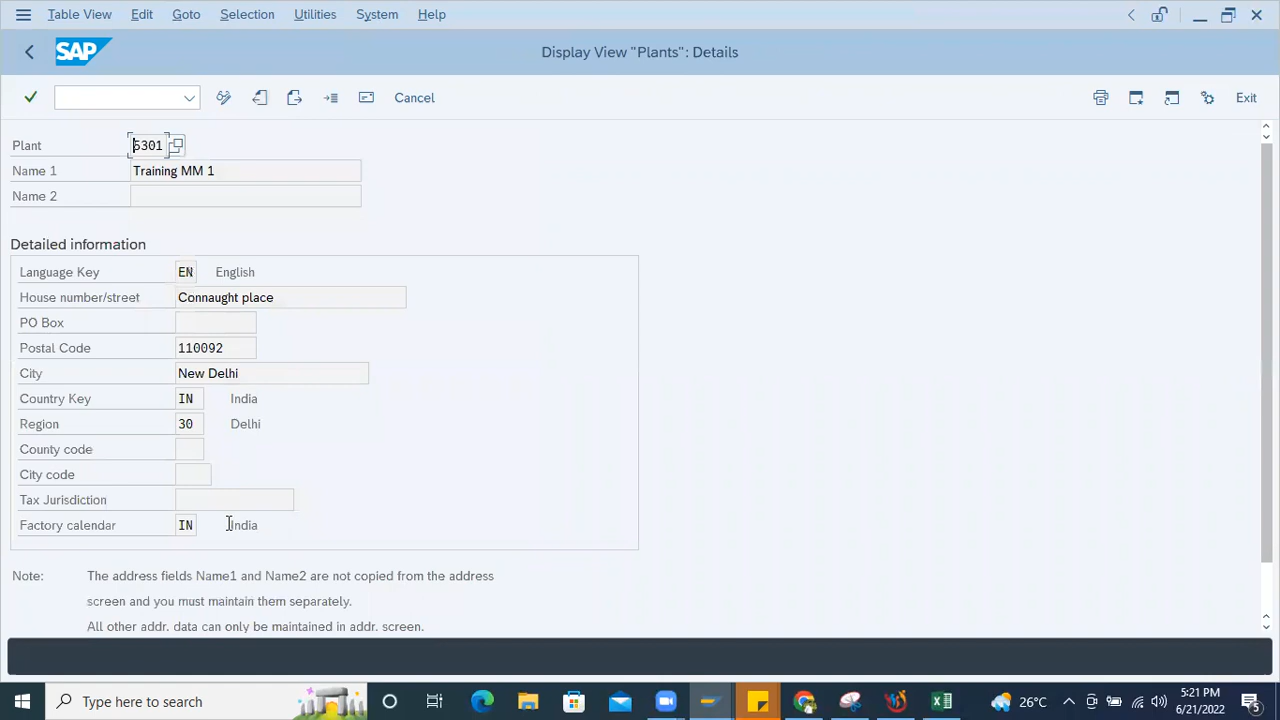 Table View Edit Goto Selection Utilities System Help
SAP Display View "Plants": Details
Cancel Exit
Plant 5301
Name 1 Training MM 1
Name 2
Detailed information
Language Key EN English
House number/street Connaught place
PO Box
Postal Code 110092
City New Delhi
Country Key IN India
Region 30 Delhi
County code
City code
Tax Jurisdiction
Factory calendar IN India
Note: The address fields Name1 and Name2 are not copied from the address
screen and you must maintain them separately.
All other addr. data can only be maintained in addr. screen.
Type here to search
26°C
5:21 PM
6/21/2022
5